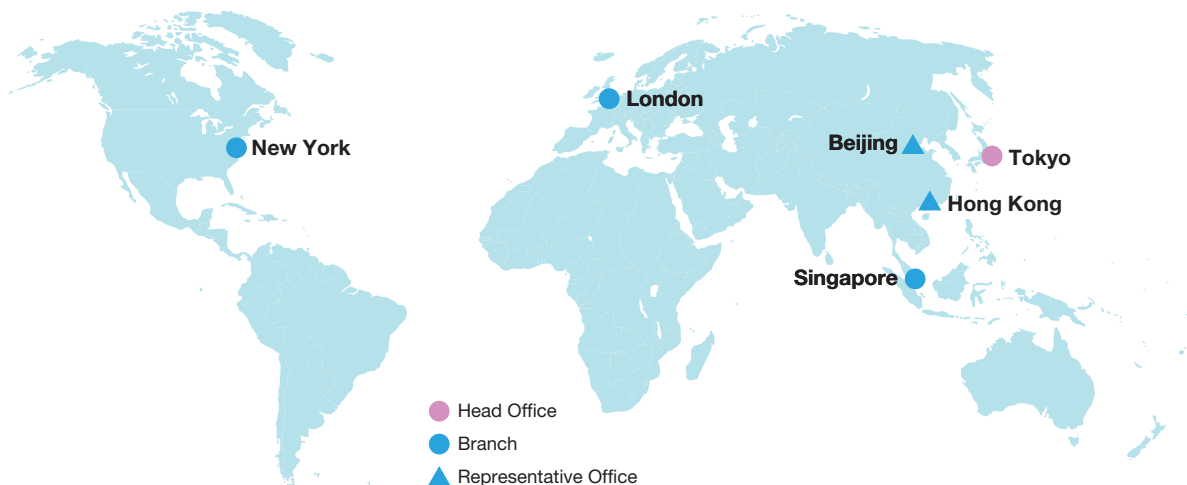 London
New York
Beijing
Tokyo
Hong Kong
Singapore
Head Office
Branch
Representative Office